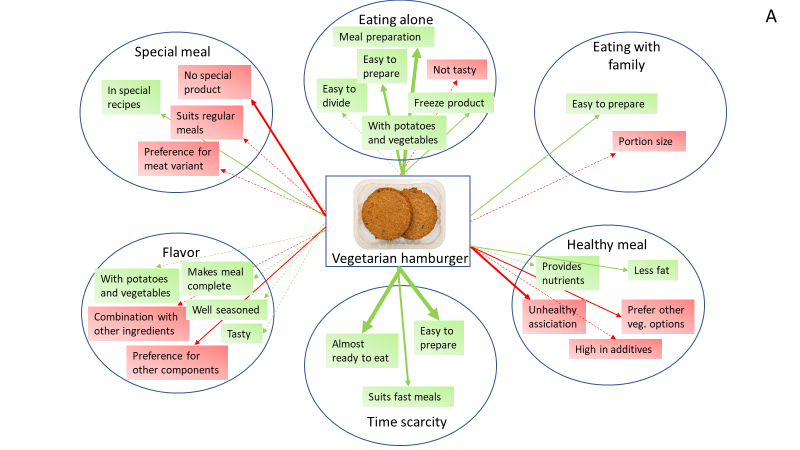 A
Special meal
In special
recipes
No special
product
Suits regular
meals
Preference for
meat variant
Eating alone
Meal preparation
Easy to
prepare
Not tasty
Easy to
divide
Freeze product
With potatoes
and vegetables
Eating with
family
Easy to prepare
Portion size
Vegetarian hamburger
Flavor
With potatoes
and vegetables
Makes meal
complete
Well seasoned
Combination with
other ingredients
Tasty
Preference for
other components
Almost
ready to eat
Easy to
prepare
Suits fast meals
Time scarcity
Healthy meal
Provides
nutrients
Less fat
Unhealthy
assiciation
Prefer other
veg. options
High in additives